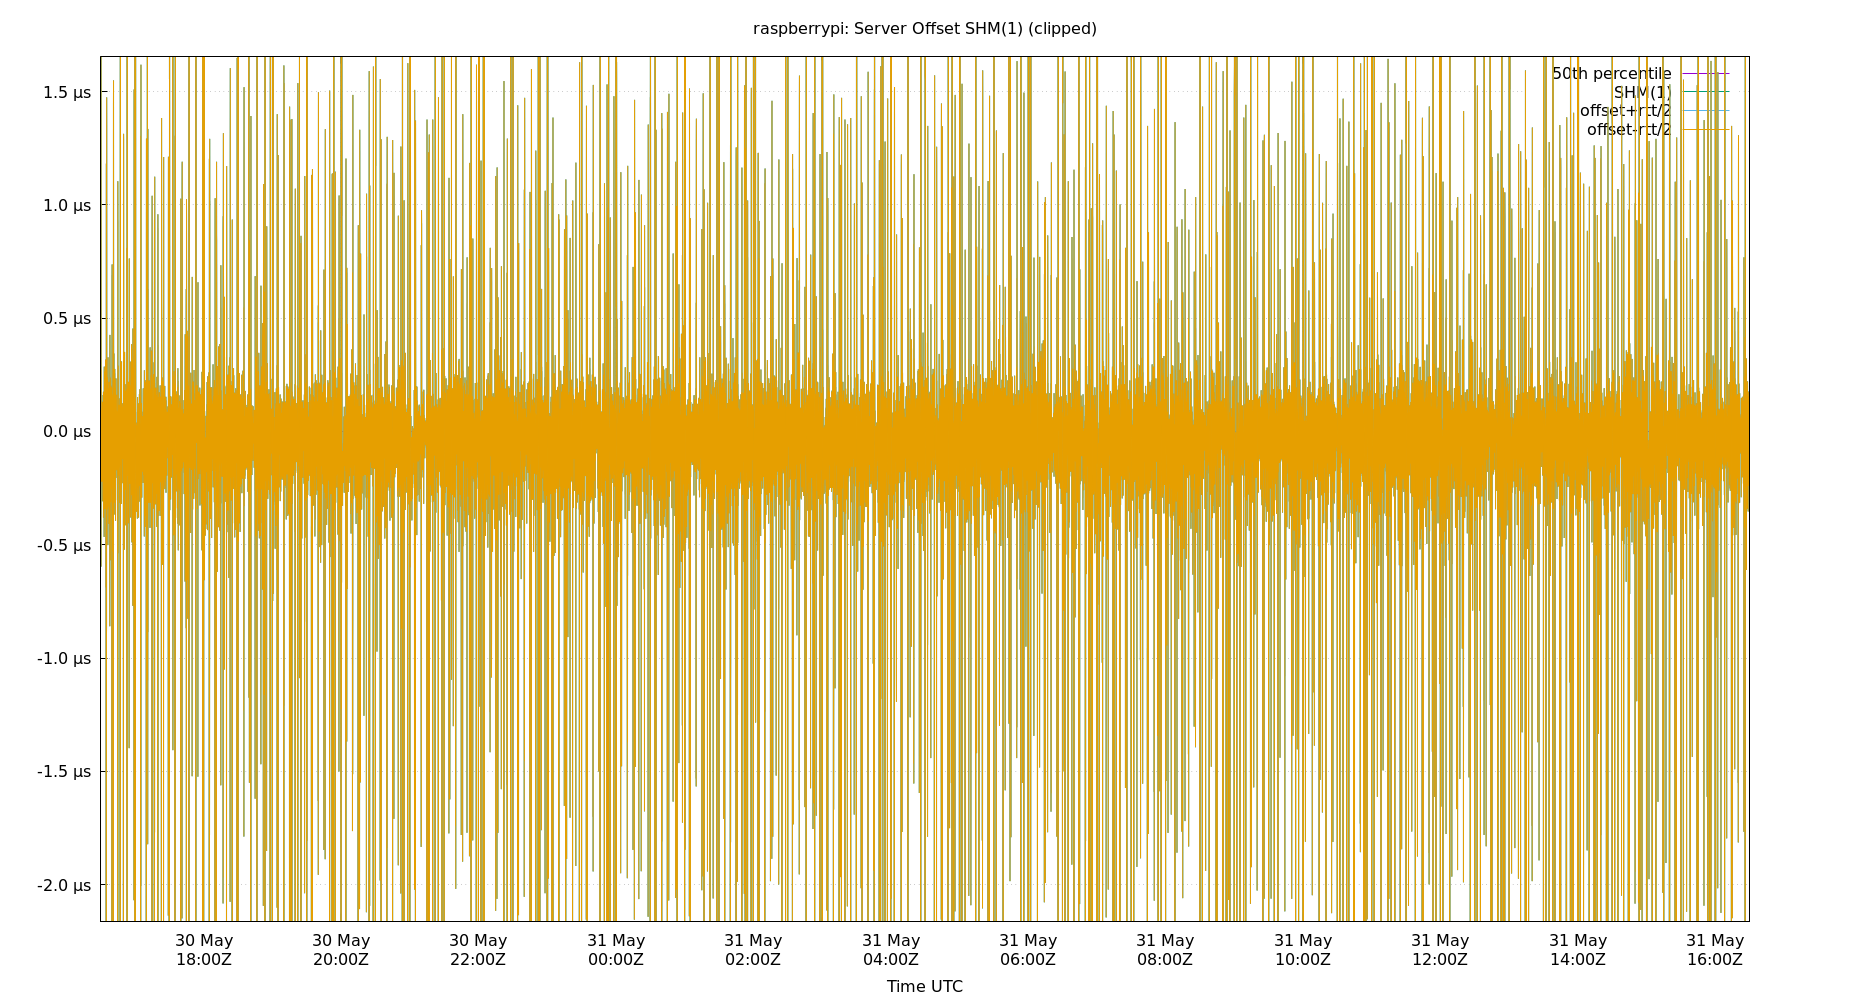 raspberrypi: Server Offset SHM(1) (clipped)
50th percentile
SHM(1)
offset+rtt/2
offset-rtt/2
1.5 µs
1.0 µs
0.5 µs
0.0 µs
-0.5 µs
-1.0 µs
-1.5 µs
-2.0 µs
30 May 30 May 30 May 31 May 31 May 31 May 31 May 31 May 31 May 31 May 31 May 31 May
18:00Z 20:00Z 22:00Z 00:00Z 02:00Z 04:00Z 06:00Z 08:00Z 10:00Z 12:00Z 14:00Z 16:00Z
Time UTC